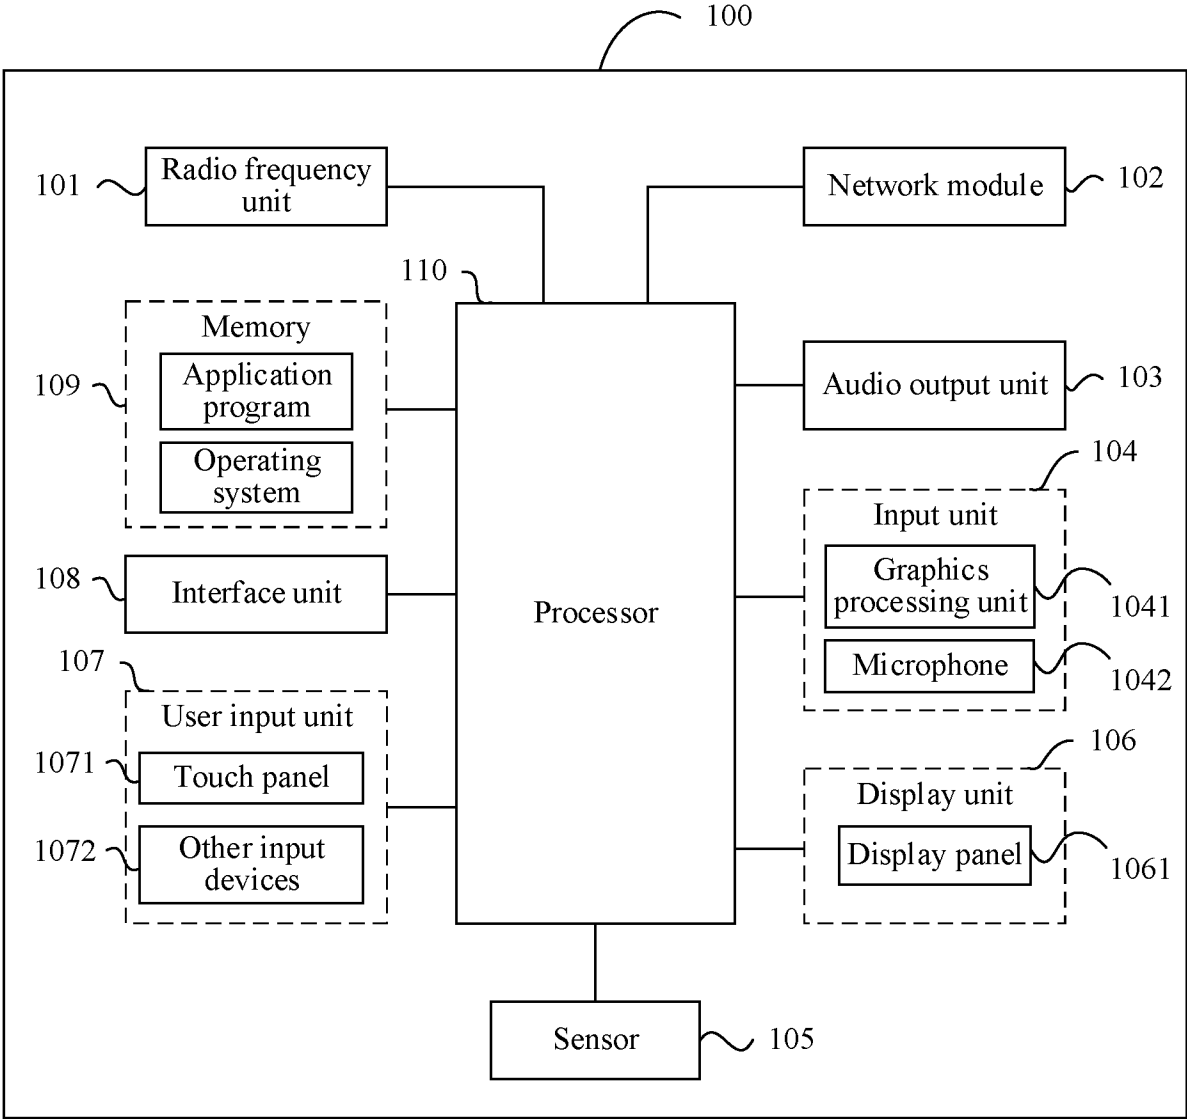 100
101
Radio frequency
unit
Network module
102
110
109
Memory
Application
program
Operating
system
Audio output unit
103
104
Input unit
Graphics
processing unit
1041
Microphone
1042
108
Interface unit
Processor
107
User input unit
1071
Touch panel
1072
Other input
devices
106
Display unit
Display panel
1061
Sensor
105